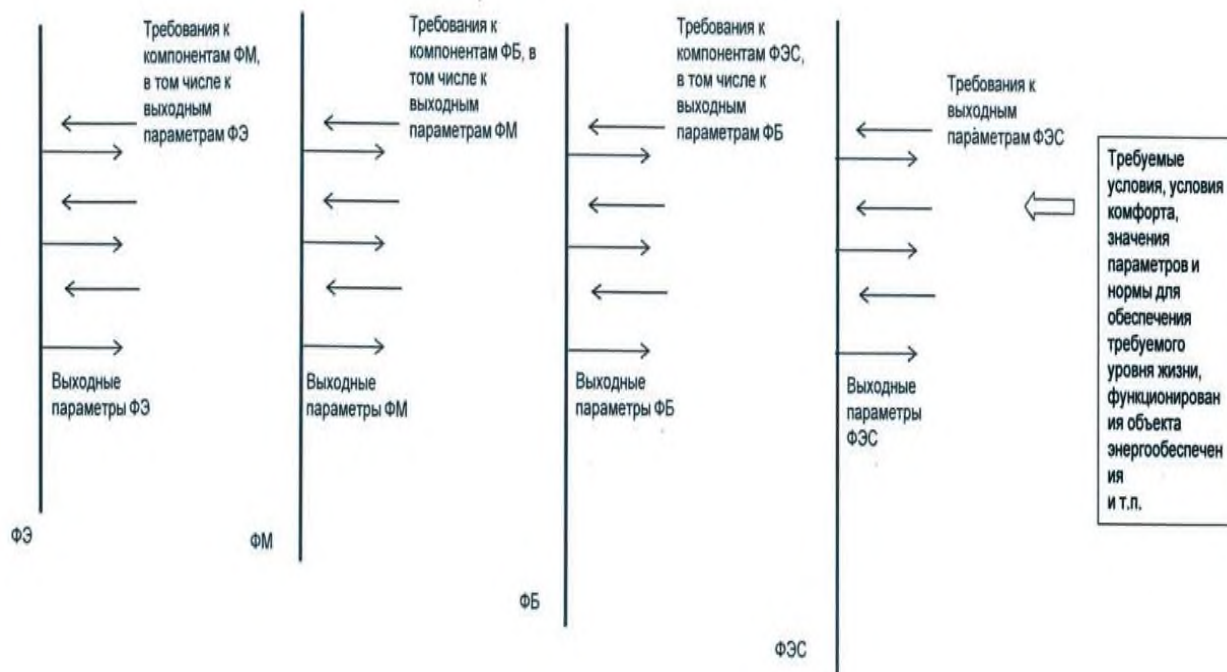 Требования к
компонентам ФМ,
в том числе к
выходным
параметрам ФЭ
Требования к
компонентам ФБ, в
том числе к
выходным
параметрам ФМ
Требования к
компонентам ФЭС,
в том числе к
выходным
параметрам ФБ
Требования к
выходным
параметрам ФЭС
Требуемые
условия, условия
комфорта,
значения
параметров и
нормы для
обеспечения
требуемого
уровня жизни,
функционирован
ия объекта
энергообеспечен
ия
и т.п.
Выходные
параметры ФЭ
Выходные
параметры ФМ
Выходные
параметры ФБ
Выходные
параметры
ФЭС
ФЭ
ФМ
ФБ
ФЭС